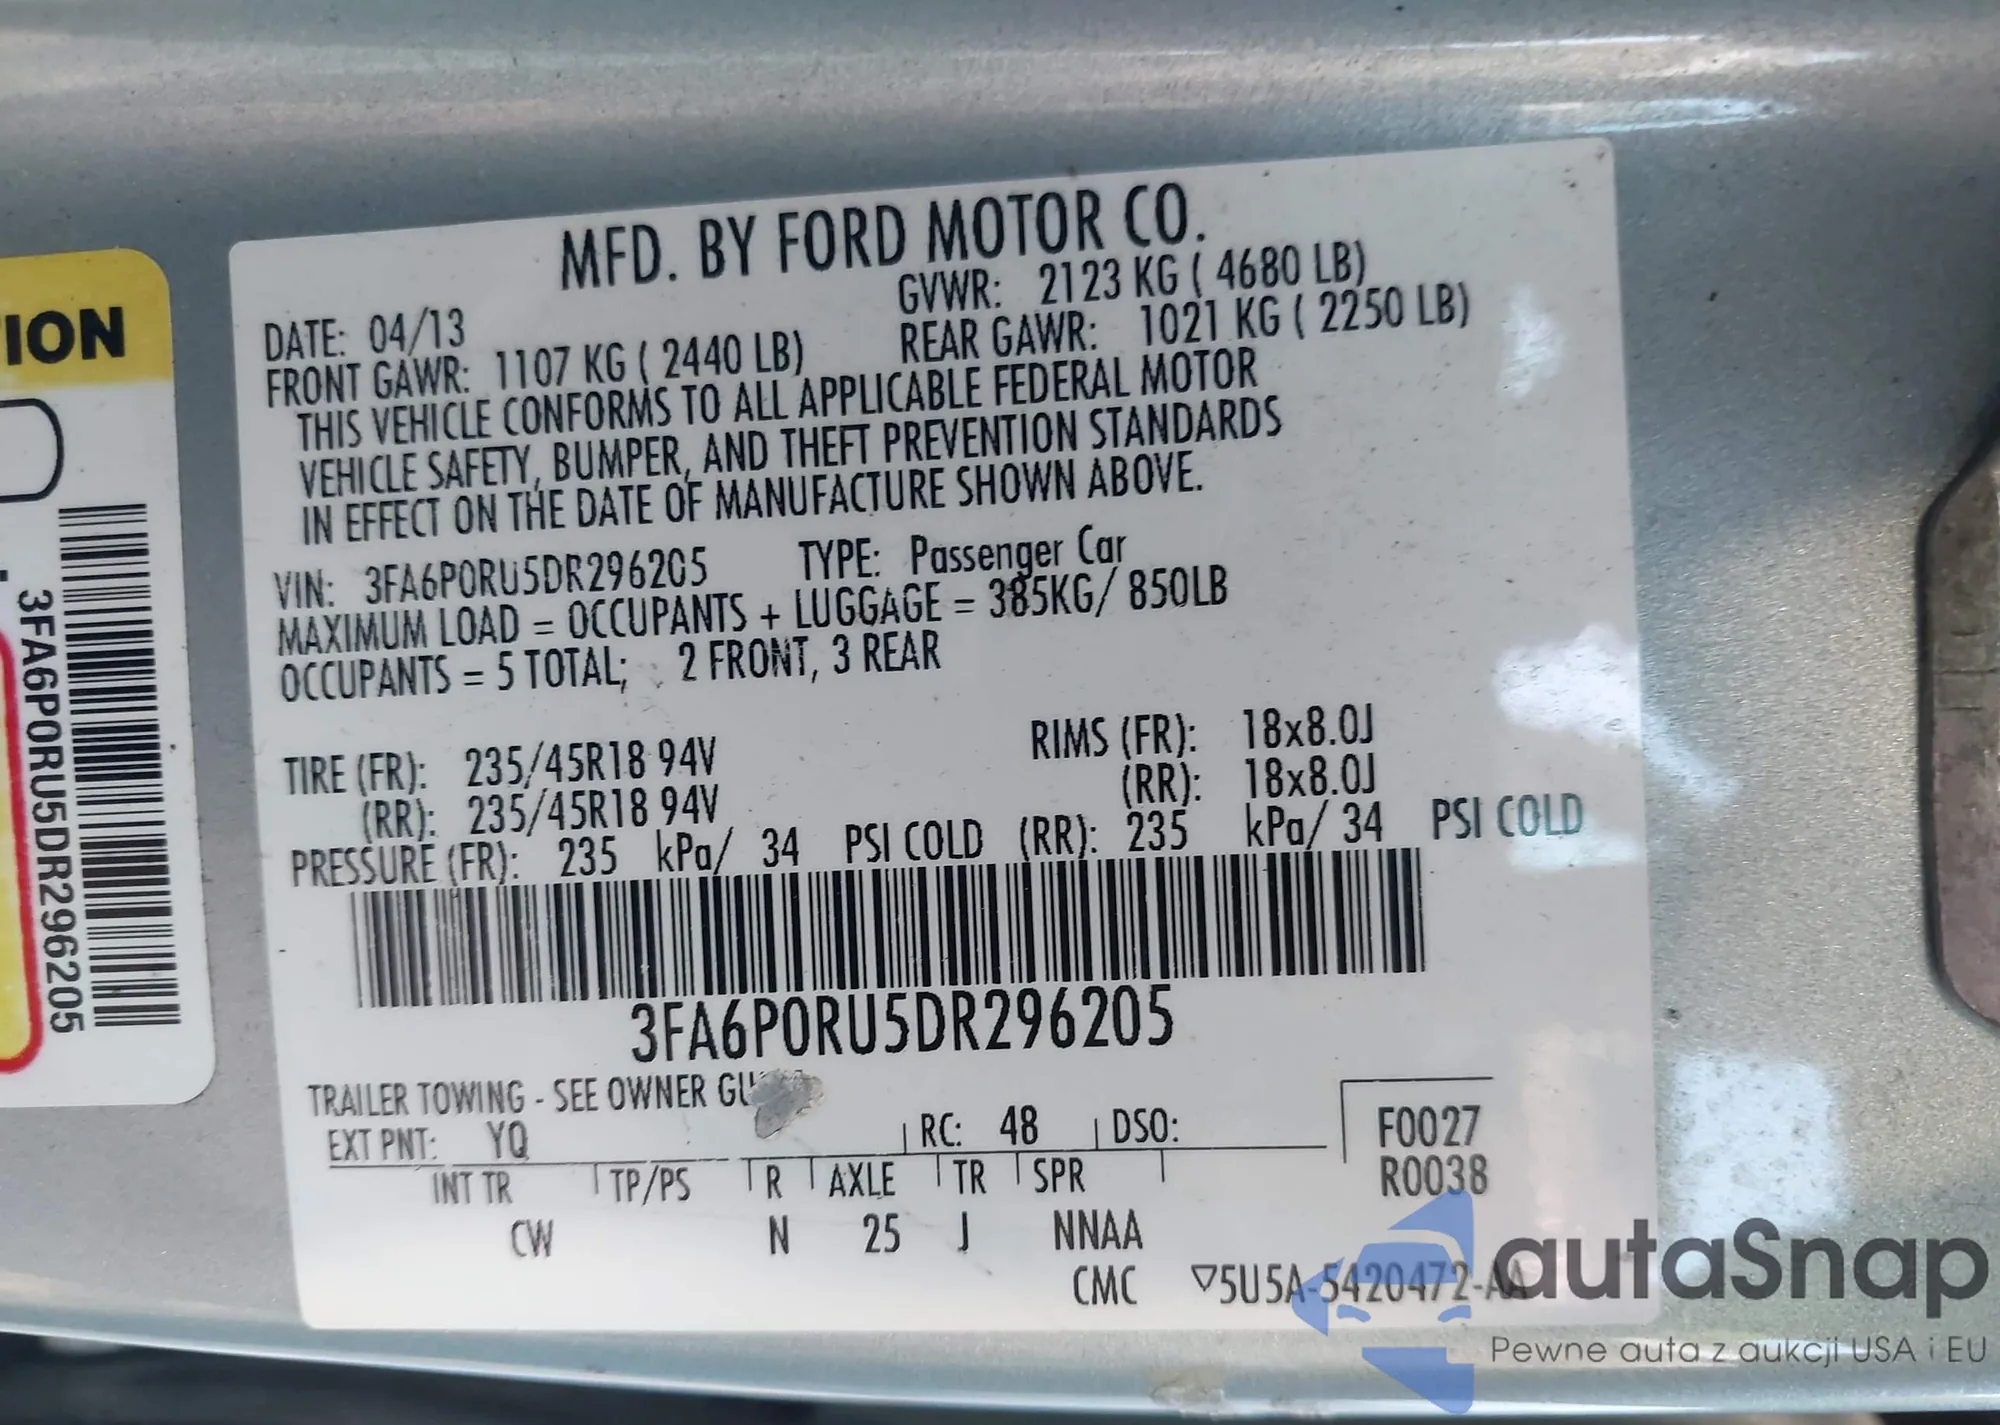 MFD. BY FORD MOTOR CO.
DATE: 04/13 GVWR: 2123 KG ( 4680 LB)
FRONT GAWR: 1107 KG ( 2440 LB) REAR GAWR: 1021 KG ( 2250 LB)
THIS VEHICLE CONFORMS TO ALL APPLICABLE FEDERAL MOTOR
VEHICLE SAFETY, BUMPER, AND THEFT PREVENTION STANDARDS
IN EFFECT ON THE DATE OF MANUFACTURE SHOWN ABOVE.
VIN: 3FA6P0RU5DR296205 TYPE: Passenger Car
MAXIMUM LOAD = OCCUPANTS + LUGGAGE = 385KG/ 850LB
OCCUPANTS = 5 TOTAL; 2 FRONT, 3 REAR
TIRE (FR): 235/45R18 94V RIMS (FR): 18x8.0J
(RR): 235/45R18 94V (RR): 18x8.0J
PRESSURE (FR): 235 kPa/ 34 PSI COLD (RR): 235 kPa/ 34 PSI COLD
3FA6P0RU5DR296205
TRAILER TOWING - SEE OWNER
EXT PNT: YQ RC: 48 DSO:
F0027
R0038
INT TR TP/PS R AXLE TR SPR
CW N 25 J NNAA
CMC ▽5U5A-5420472-AA
3FA6P0RU5DR296205
autaSnap
Pewne auta z aukcji USA i EU